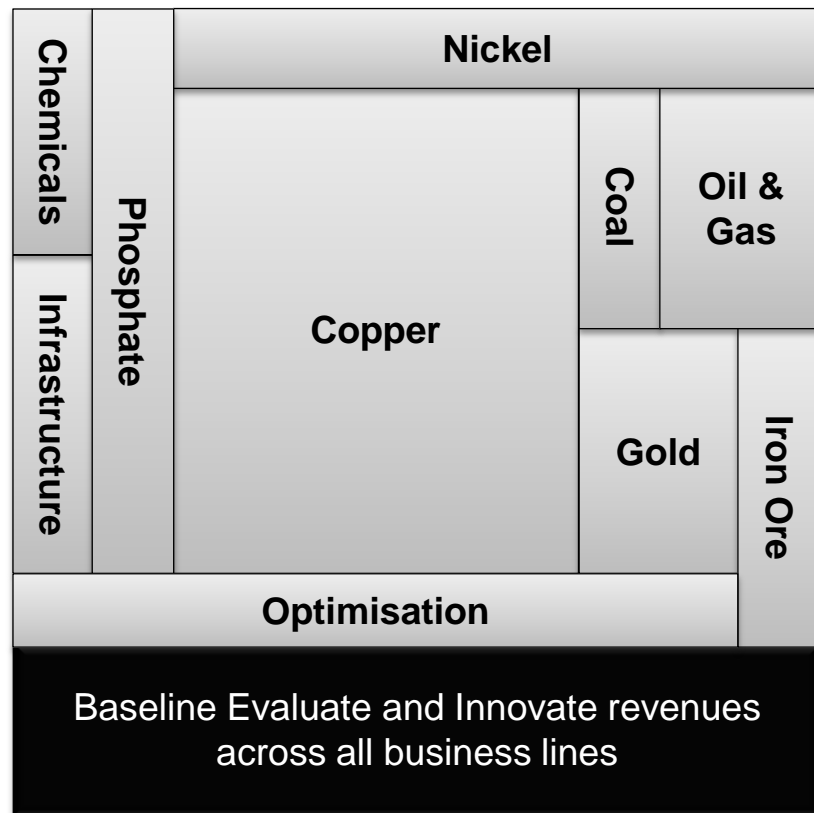 Chemicals
Phosphate
Nickel
Infrastructure
Copper
Coal
Oil &
Gas
Gold
Iron Ore
Optimisation
Baseline Evaluate and Innovate revenues
across all business lines